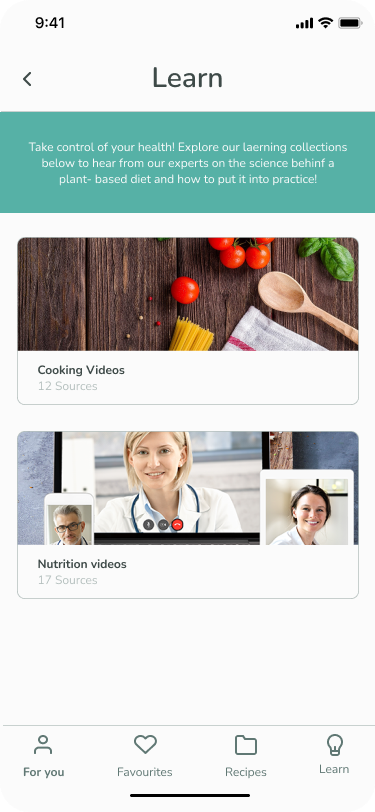 9:41
Learn
Take control of your health! Explore our laerning collections
below to hear from our experts on the science behinf a
plant- based diet and how to put it into practice!
Cooking Videos
12 Sources
Nutrition videos
17 Sources
For you
Favourites
Recipes
Learn